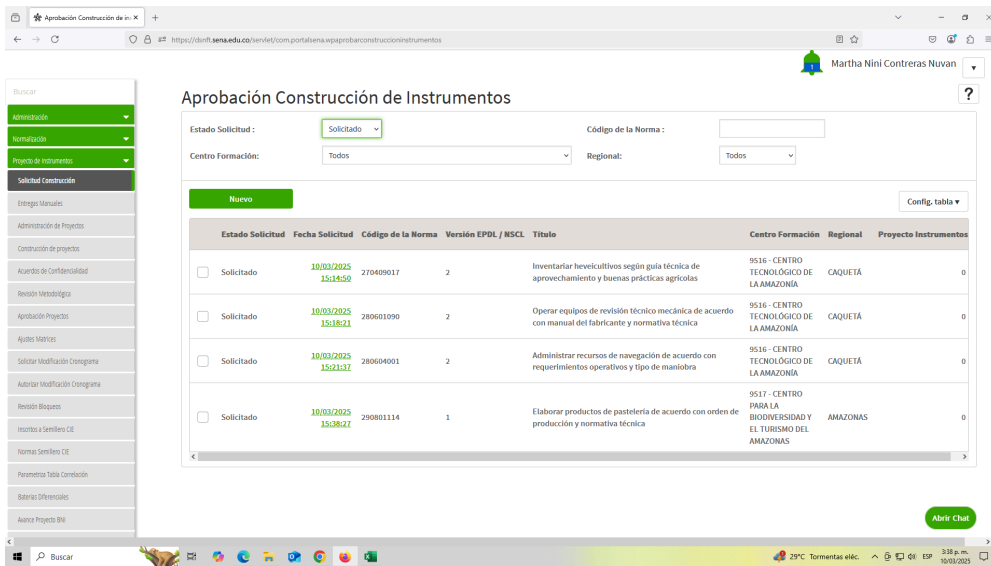 Aprobación Construcción de in:
https://dsnft.sena.edu.co/servlet/com.portalsena.wpaprobarconstruccioninstrumentos
1
Martha Nini Contreras Nuvan
Buscar
Administración
Normalización
Proyecto de Instrumentos
Solicitud Construcción
Entregas Manuales
Administración de Proyectos
Construcción de proyectos
Acuerdos de Confidencialidad
Revisión Metodológica
Aprobación Proyectos
Ajustes Matrices
Solicitar Modificación Cronograma
Autorizar Modificación Cronograma
Revisión Bloqueos
Inscritos a Semillero CIE
Normas Semillero CIE
Parametriza Tabla Correlación
Baterias Diferenciales
Avance Proyecto BNI
Aprobación Construcción de Instrumentos
?
Estado Solicitud :
Solicitado
Código de la Norma :
Centro Formación:
Todos
Regional:
Todos
Nuevo
Config. tabla ▾
Estado Solicitud Fecha Solicitud Código de la Norma Versión EPDL / NSCL Título Centro Formación Regional Proyecto Instrumentos
Solicitado
10/03/2025
15:14:50
270409017
2
Inventariar heveicultivos según guía técnica de
aprovechamiento y buenas prácticas agrícolas
9516 - CENTRO
TECNOLÓGICO DE
LA AMAZONÍA
CAQUETÁ
0
Solicitado
10/03/2025
15:18:21
280601090
2
Operar equipos de revisión técnico mecánica de acuerdo
con manual del fabricante y normativa técnica
9516 - CENTRO
TECNOLÓGICO DE
LA AMAZONÍA
CAQUETÁ
0
Solicitado
10/03/2025
15:21:37
280604001
2
Administrar recursos de navegación de acuerdo con
requerimientos operativos y tipo de maniobra
9516 - CENTRO
TECNOLÓGICO DE
LA AMAZONÍA
CAQUETÁ
0
Solicitado
10/03/2025
15:38:27
290801114
1
Elaborar productos de pastelería de acuerdo con orden de
producción y normativa técnica
9517 - CENTRO
PARA LA
BIODIVERSIDAD Y
EL TURISMO DEL
AMAZONAS
AMAZONAS
0
Abrir Chat
Buscar
29°C Tormentas eléc.
ESP
3:38 p. m.
10/03/2025